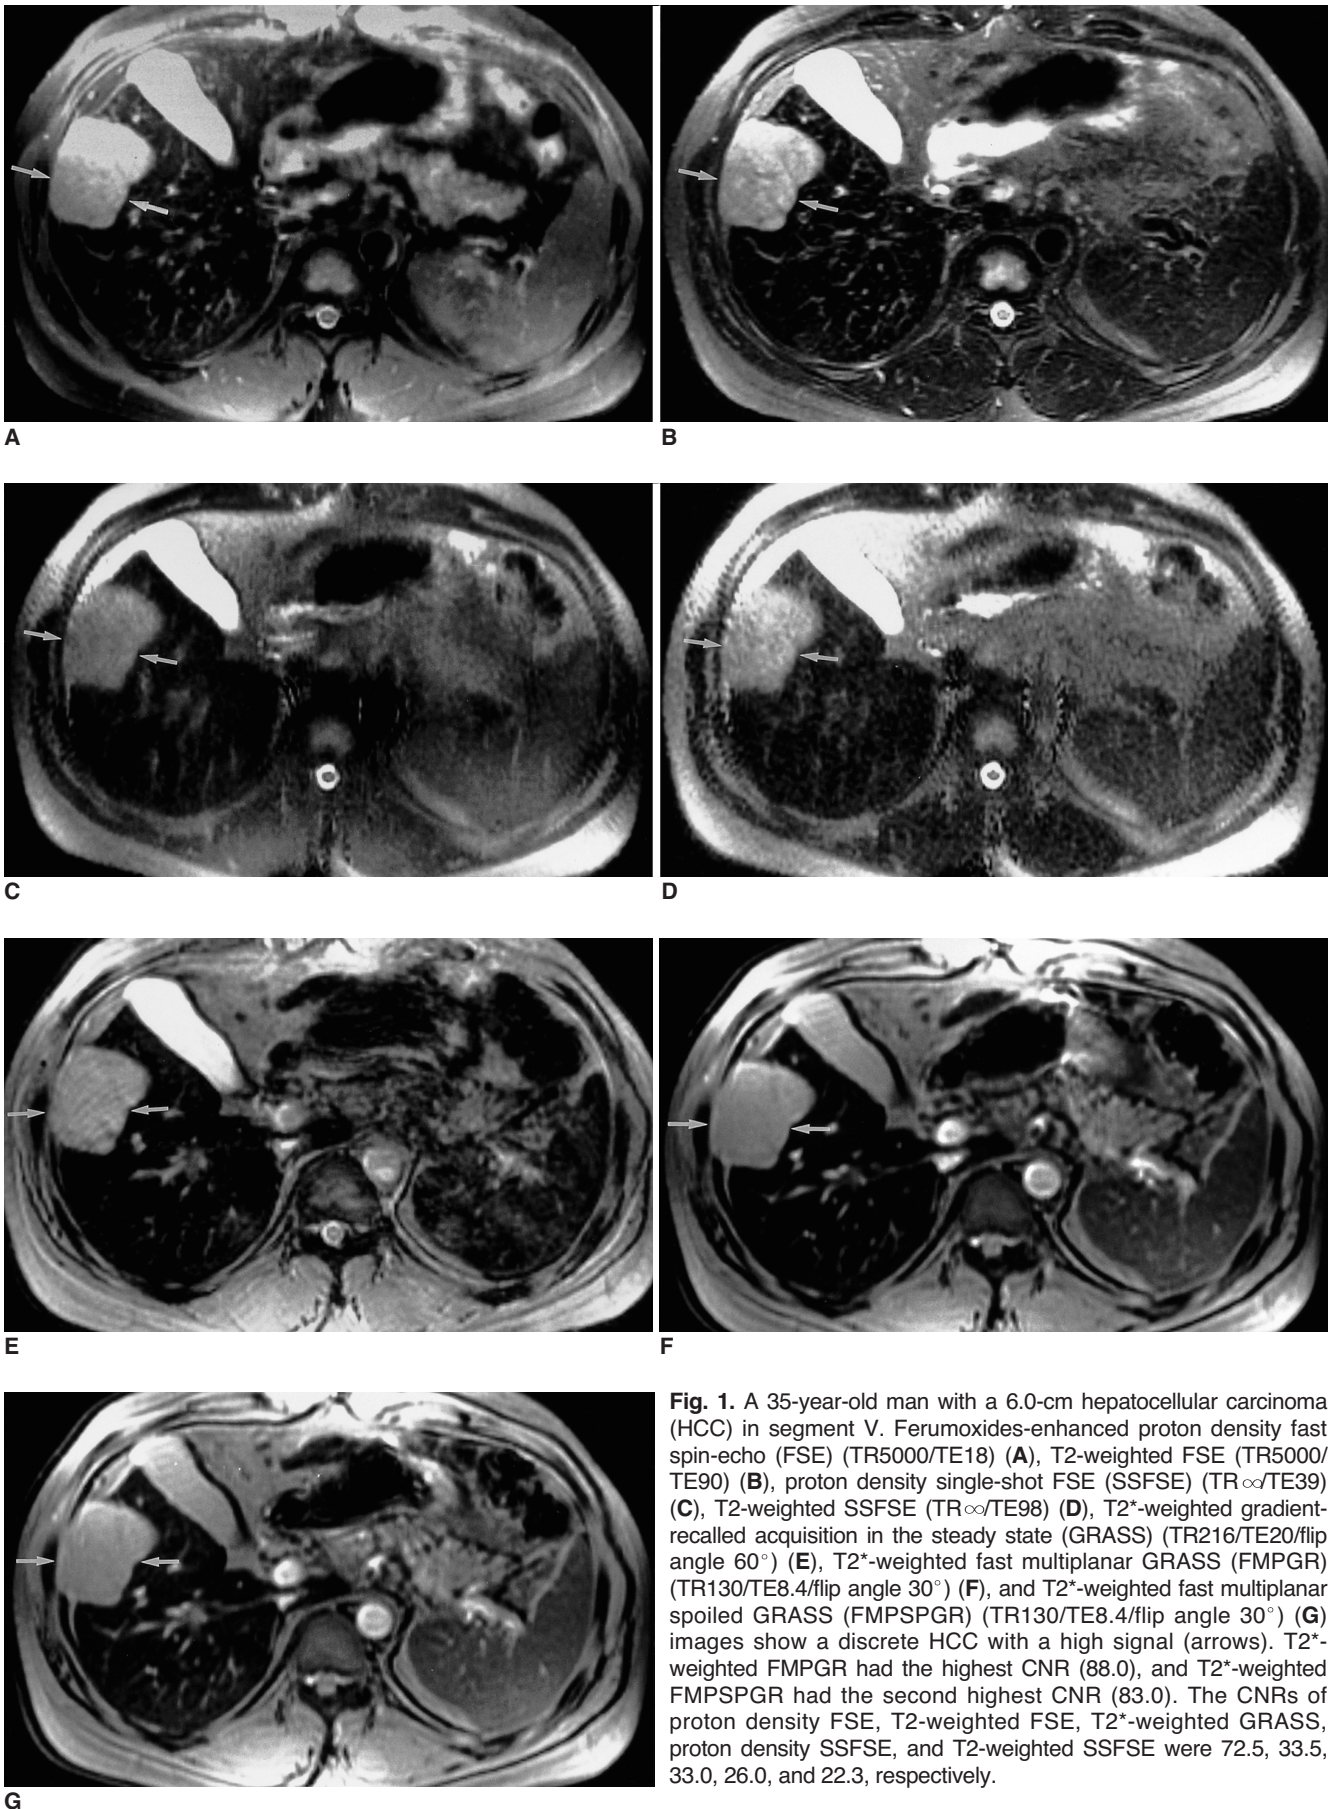 A
B
C
D
E
F
G
Fig. 1. A 35-year-old man with a 6.0-cm hepatocellular carcinoma
(HCC) in segment V. Ferumoxides-enhanced proton density fast
spin-echo (FSE) (TR5000/TE18) (A), T2-weighted FSE (TR5000/
TE90) (B), proton density single-shot FSE (SSFSE) (TR∞/TE39)
(C), T2-weighted SSFSE (TR∞/TE98) (D), T2*-weighted gradient-
recalled acquisition in the steady state (GRASS) (TR216/TE20/flip
angle 60°) (E), T2*-weighted fast multiplanar GRASS (FMPGR)
(TR130/TE8.4/flip angle 30°) (F), and T2*-weighted fast multiplanar
spoiled GRASS (FMPSPGR) (TR130/TE8.4/flip angle 30°) (G)
images show a discrete HCC with a high signal (arrows). T2*-
weighted FMPGR had the highest CNR (88.0), and T2*-weighted
FMPSPGR had the second highest CNR (83.0). The CNRs of
proton density FSE, T2-weighted FSE, T2*-weighted GRASS,
proton density SSFSE, and T2-weighted SSFSE were 72.5, 33.5,
33.0, 26.0, and 22.3, respectively.